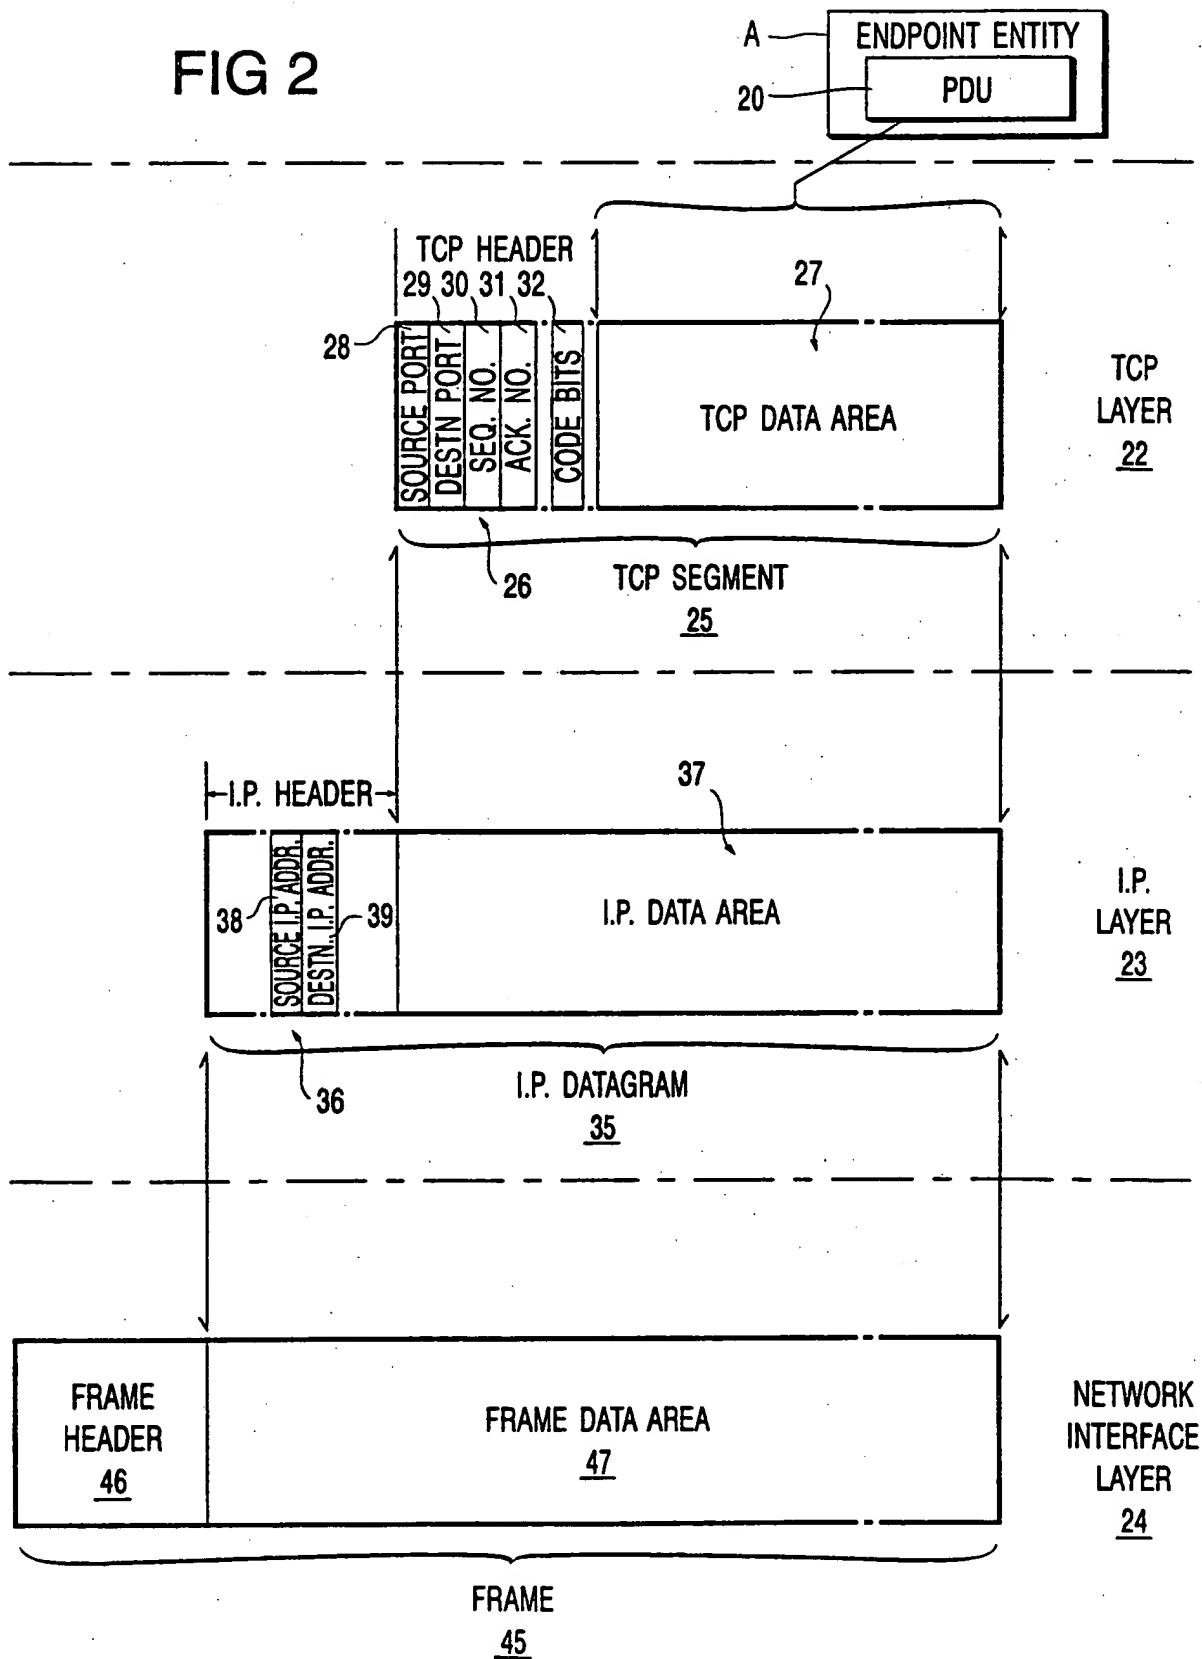 FIG 2
A
ENDPOINT ENTITY
20
PDU
TCP HEADER
29 30 31 32
27
28
SOURCE PORT
DESTN PORT
SEQ. NO.
ACK. NO.
CODE BITS
TCP DATA AREA
TCP
LAYER
22
26
TCP SEGMENT
25
I.P. HEADER
37
38
SOURCE I.P. ADDR.
DESTN. I.P. ADDR.
39
I.P. DATA AREA
I.P.
LAYER
23
36
I.P. DATAGRAM
35
FRAME
HEADER
46
FRAME DATA AREA
47
NETWORK
INTERFACE
LAYER
24
FRAME
45